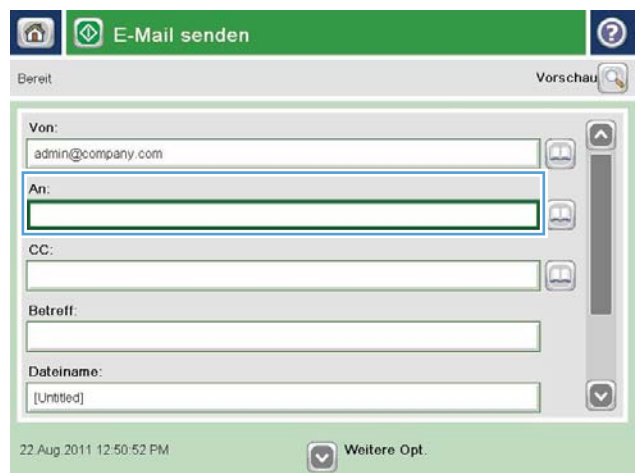 E-Mail senden
?
Bereit
Vorschau
Von:
admin@company.com
An:
CC:
Betreff:
Dateiname:
[Untitled]
22 Aug 2011 12:50:52 PM
Weitere Opt.